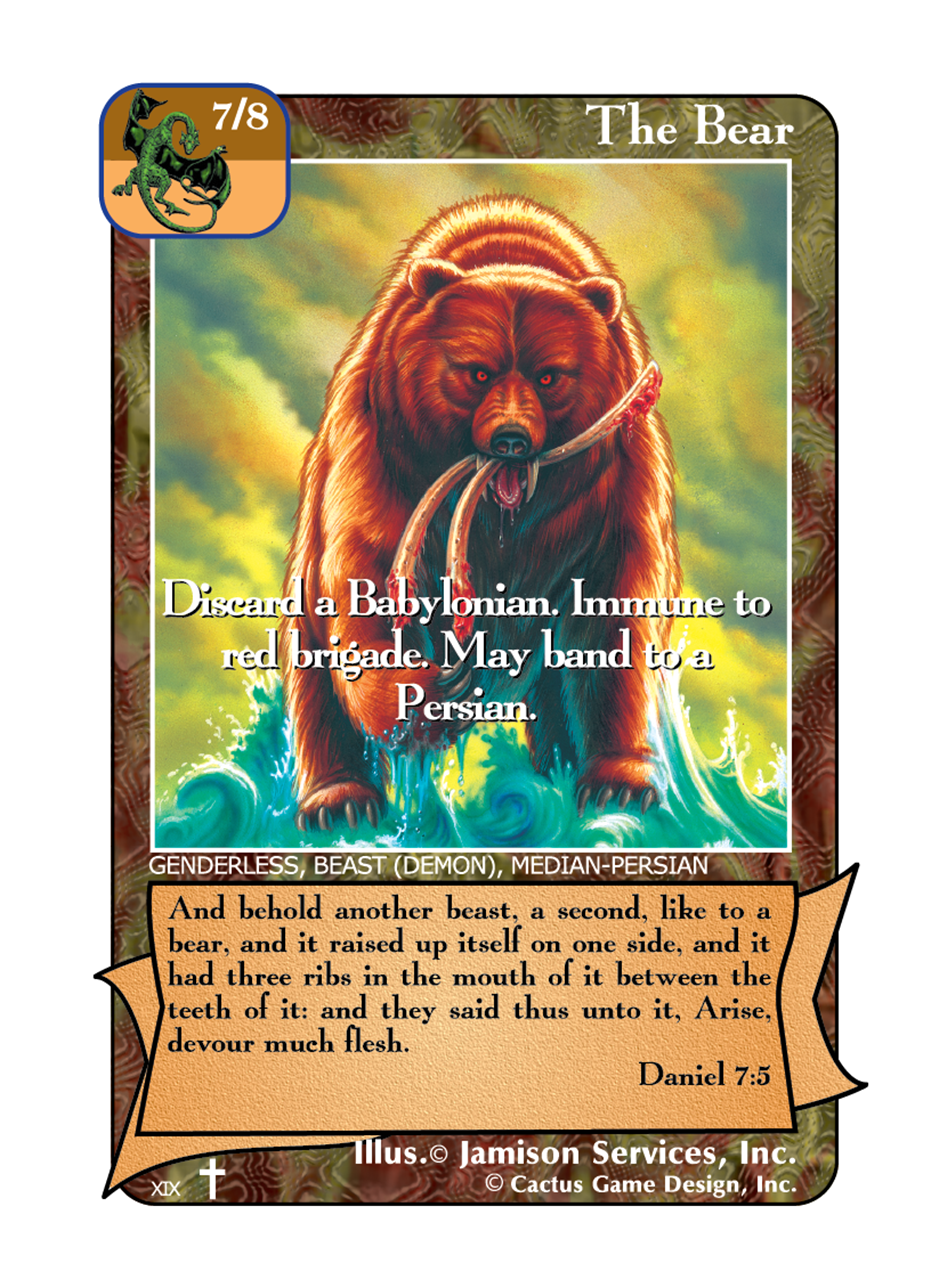 7/8
The Bear
Discard a Babylonian. Immune to
red brigade. May band to a
Persian.
GENDERLESS, BEAST (DEMON), MEDIAN-PERSIAN
And behold another beast, a second, like to a
bear, and it raised up itself on one side, and it
had three ribs in the mouth of it between the
teeth of it: and they said thus unto it, Arise,
devour much flesh.
Daniel 7:5
Illus.© Jamison Services, Inc.
XIX
© Cactus Game Design, Inc.